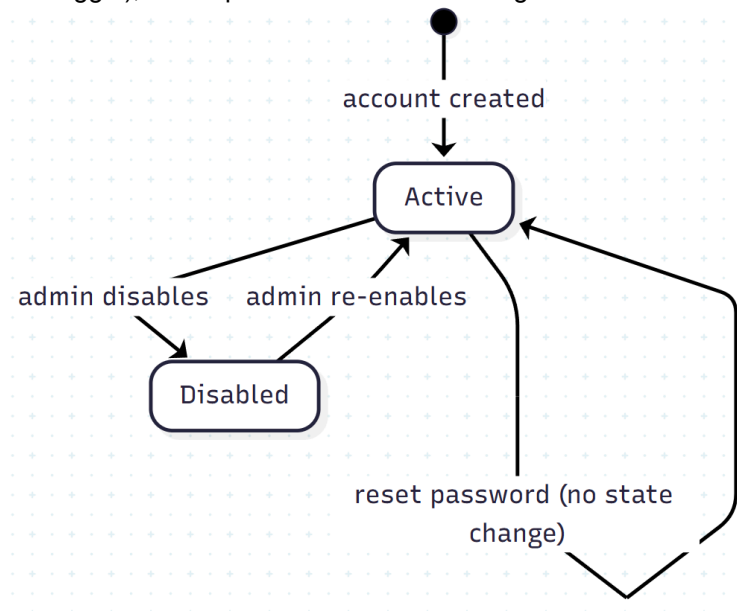 account created
Active
admin disables admin re-enables
Disabled
reset password (no state
change)